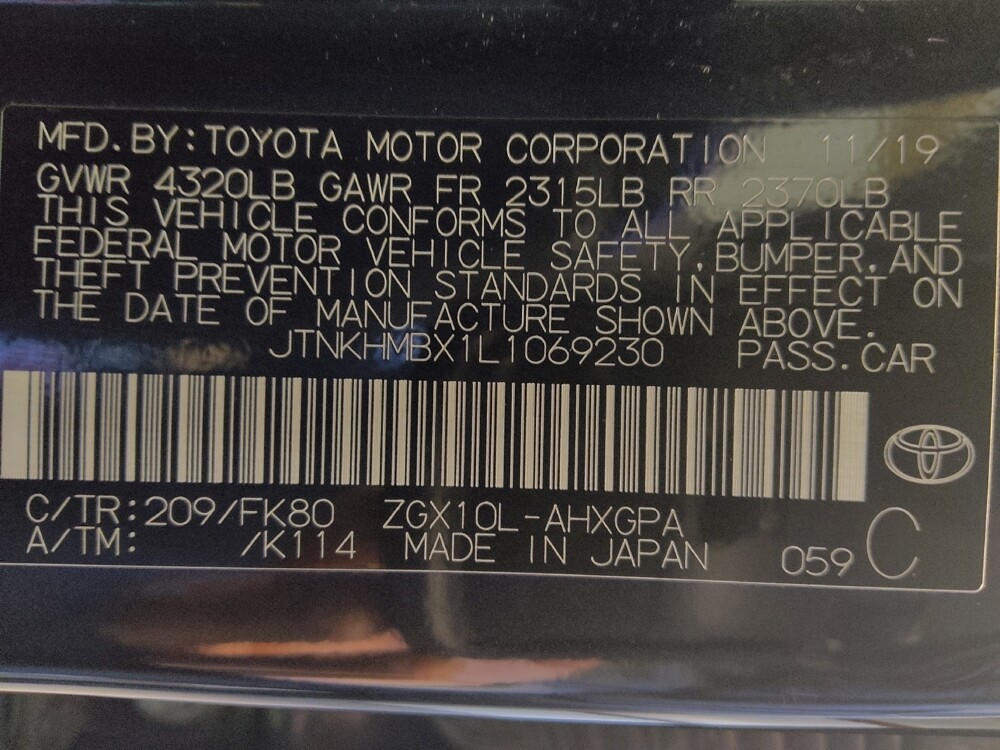 MFD.BY:TOYOTA MOTOR CORPORATION 11/19
GVWR 4320LB GAWR FR 2315LB RR 2370LB
THIS VEHICLE CONFORMS TO ALL APPLICABLE
FEDERAL MOTOR VEHICLE SAFETY,BUMPER,AND
THEFT PREVENTION STANDARDS IN EFFECT ON
THE DATE OF MANUFACTURE SHOWN ABOVE.
JTNKHMBX1L1069230 PASS.CAR
C/TR:209/FK80 ZGX10L-AHXGPA
A/TM: /K114 MADE IN JAPAN 059 C